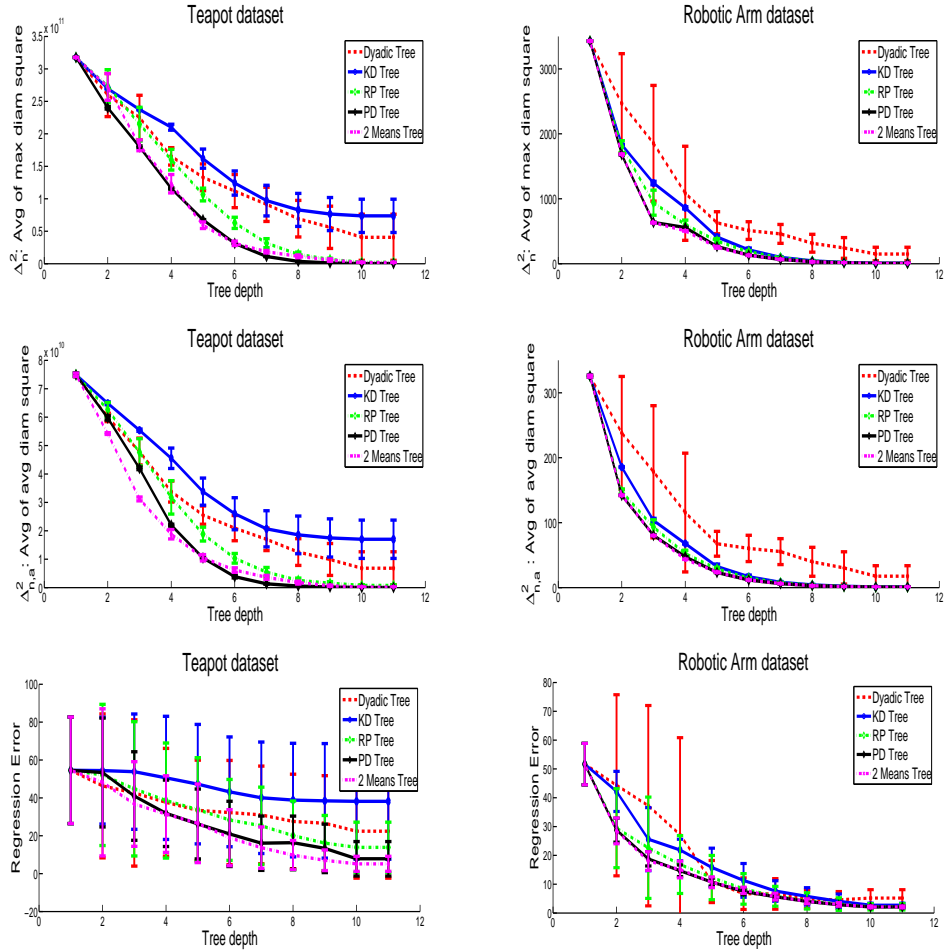 Teapot dataset
x 10^11
3.5
3
2.5
2
1.5
1
0.5
0
0 2 4 6 8 10 12
Tree depth
Δ²n: Avg of max diam square
Dyadic Tree
KD Tree
RP Tree
PD Tree
2 Means Tree
Robotic Arm dataset
3000
2000
1000
0
0 2 4 6 8 10 12
Tree depth
Δ²n: Avg of max diam square
Dyadic Tree
KD Tree
RP Tree
PD Tree
2 Means Tree
Teapot dataset
x 10^10
8
7
6
5
4
3
2
1
0
0 2 4 6 8 10 12
Tree depth
Δ²n,a : Avg of avg diam square
Dyadic Tree
KD Tree
RP Tree
PD Tree
2 Means Tree
Robotic Arm dataset
300
200
100
0
0 2 4 6 8 10 12
Tree depth
Δ²n,a : Avg of avg diam square
Dyadic Tree
KD Tree
RP Tree
PD Tree
2 Means Tree
Teapot dataset
100
80
60
40
20
0
−20
0 2 4 6 8 10 12
Tree depth
Regression Error
Dyadic Tree
KD Tree
RP Tree
PD Tree
2 Means Tree
Robotic Arm dataset
80
70
60
50
40
30
20
10
0
0 2 4 6 8 10 12
Tree depth
Regression Error
Dyadic Tree
KD Tree
RP Tree
PD Tree
2 Means Tree